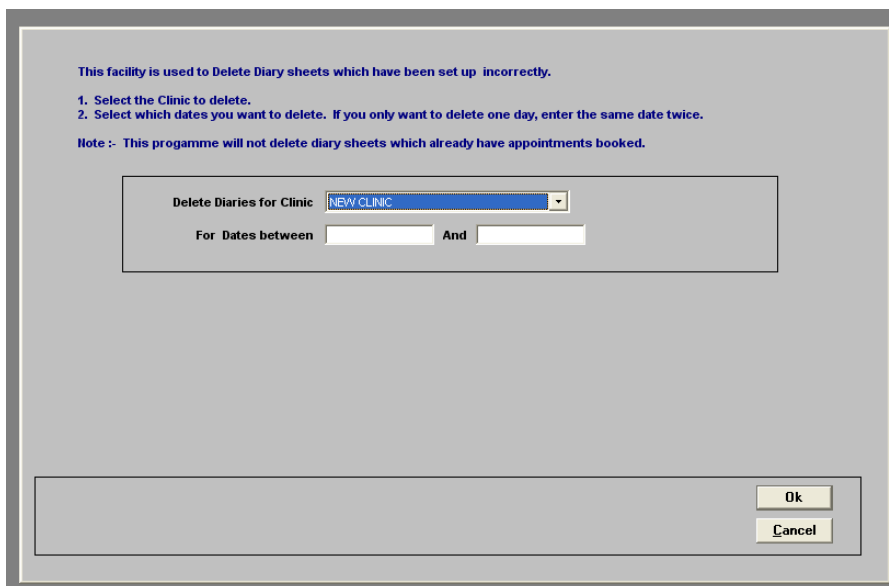 This facility is used to Delete Diary sheets which have been set up incorrectly.
1. Select the Clinic to delete.
2. Select which dates you want to delete. If you only want to delete one day, enter the same date twice.
Note :- This progamme will not delete diary sheets which already have appointments booked.
Delete Diaries for Clinic NEW CLINIC
For Dates between And
Ok
Cancel